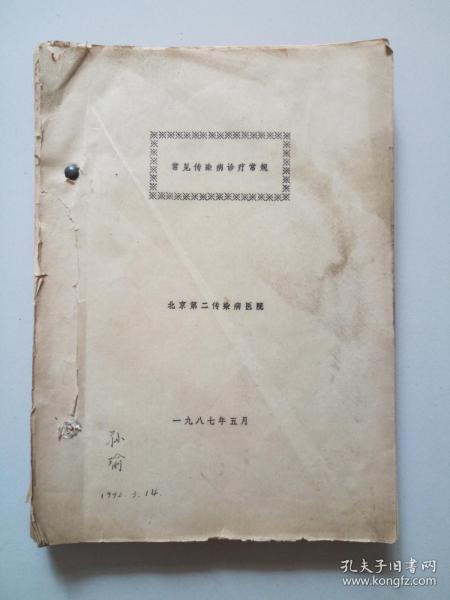 常见传染病诊疗常规
北京第二传染病医院
一九八七年五月
孙
瑜
1992.3.14.
孔夫子旧书网
www.kongfz.com